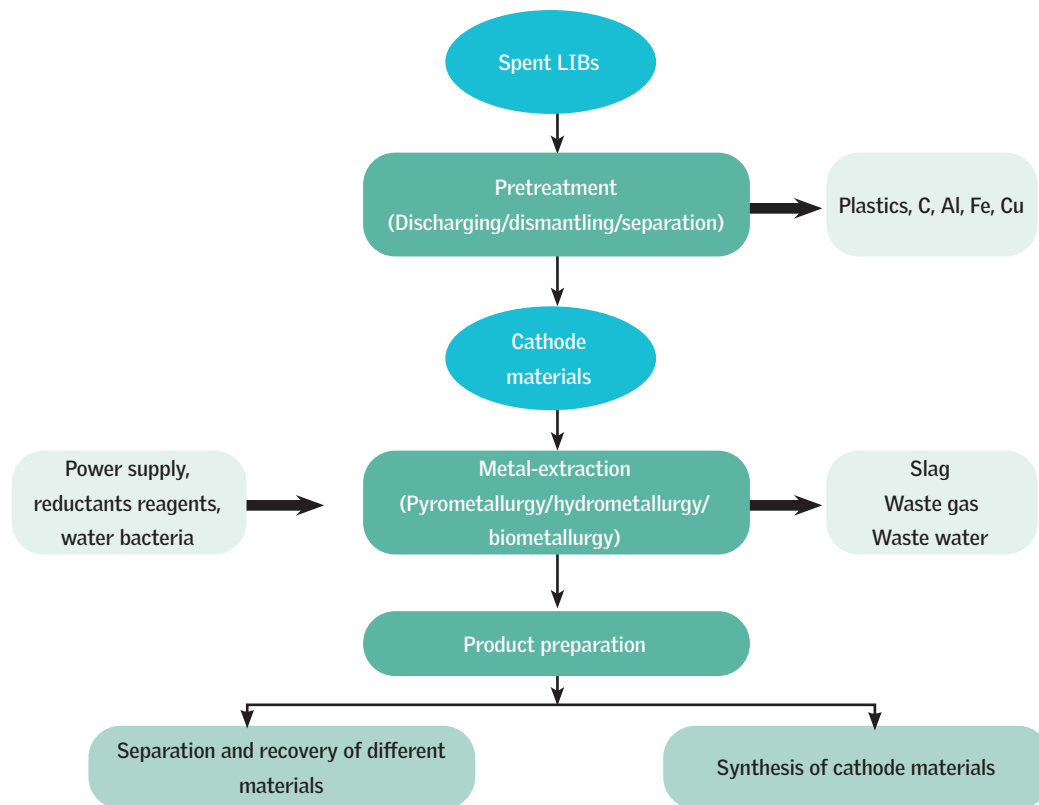 Spent LIBs
Pretreatment
(Discharging/dismantling/separation)
Plastics, C, Al, Fe, Cu
Cathode
materials
Power supply,
reductants reagents,
water bacteria
Metal-extraction
(Pyrometallurgy/hydrometallurgy/
biometallurgy)
Slag
Waste gas
Waste water
Product preparation
Separation and recovery of different
materials
Synthesis of cathode materials